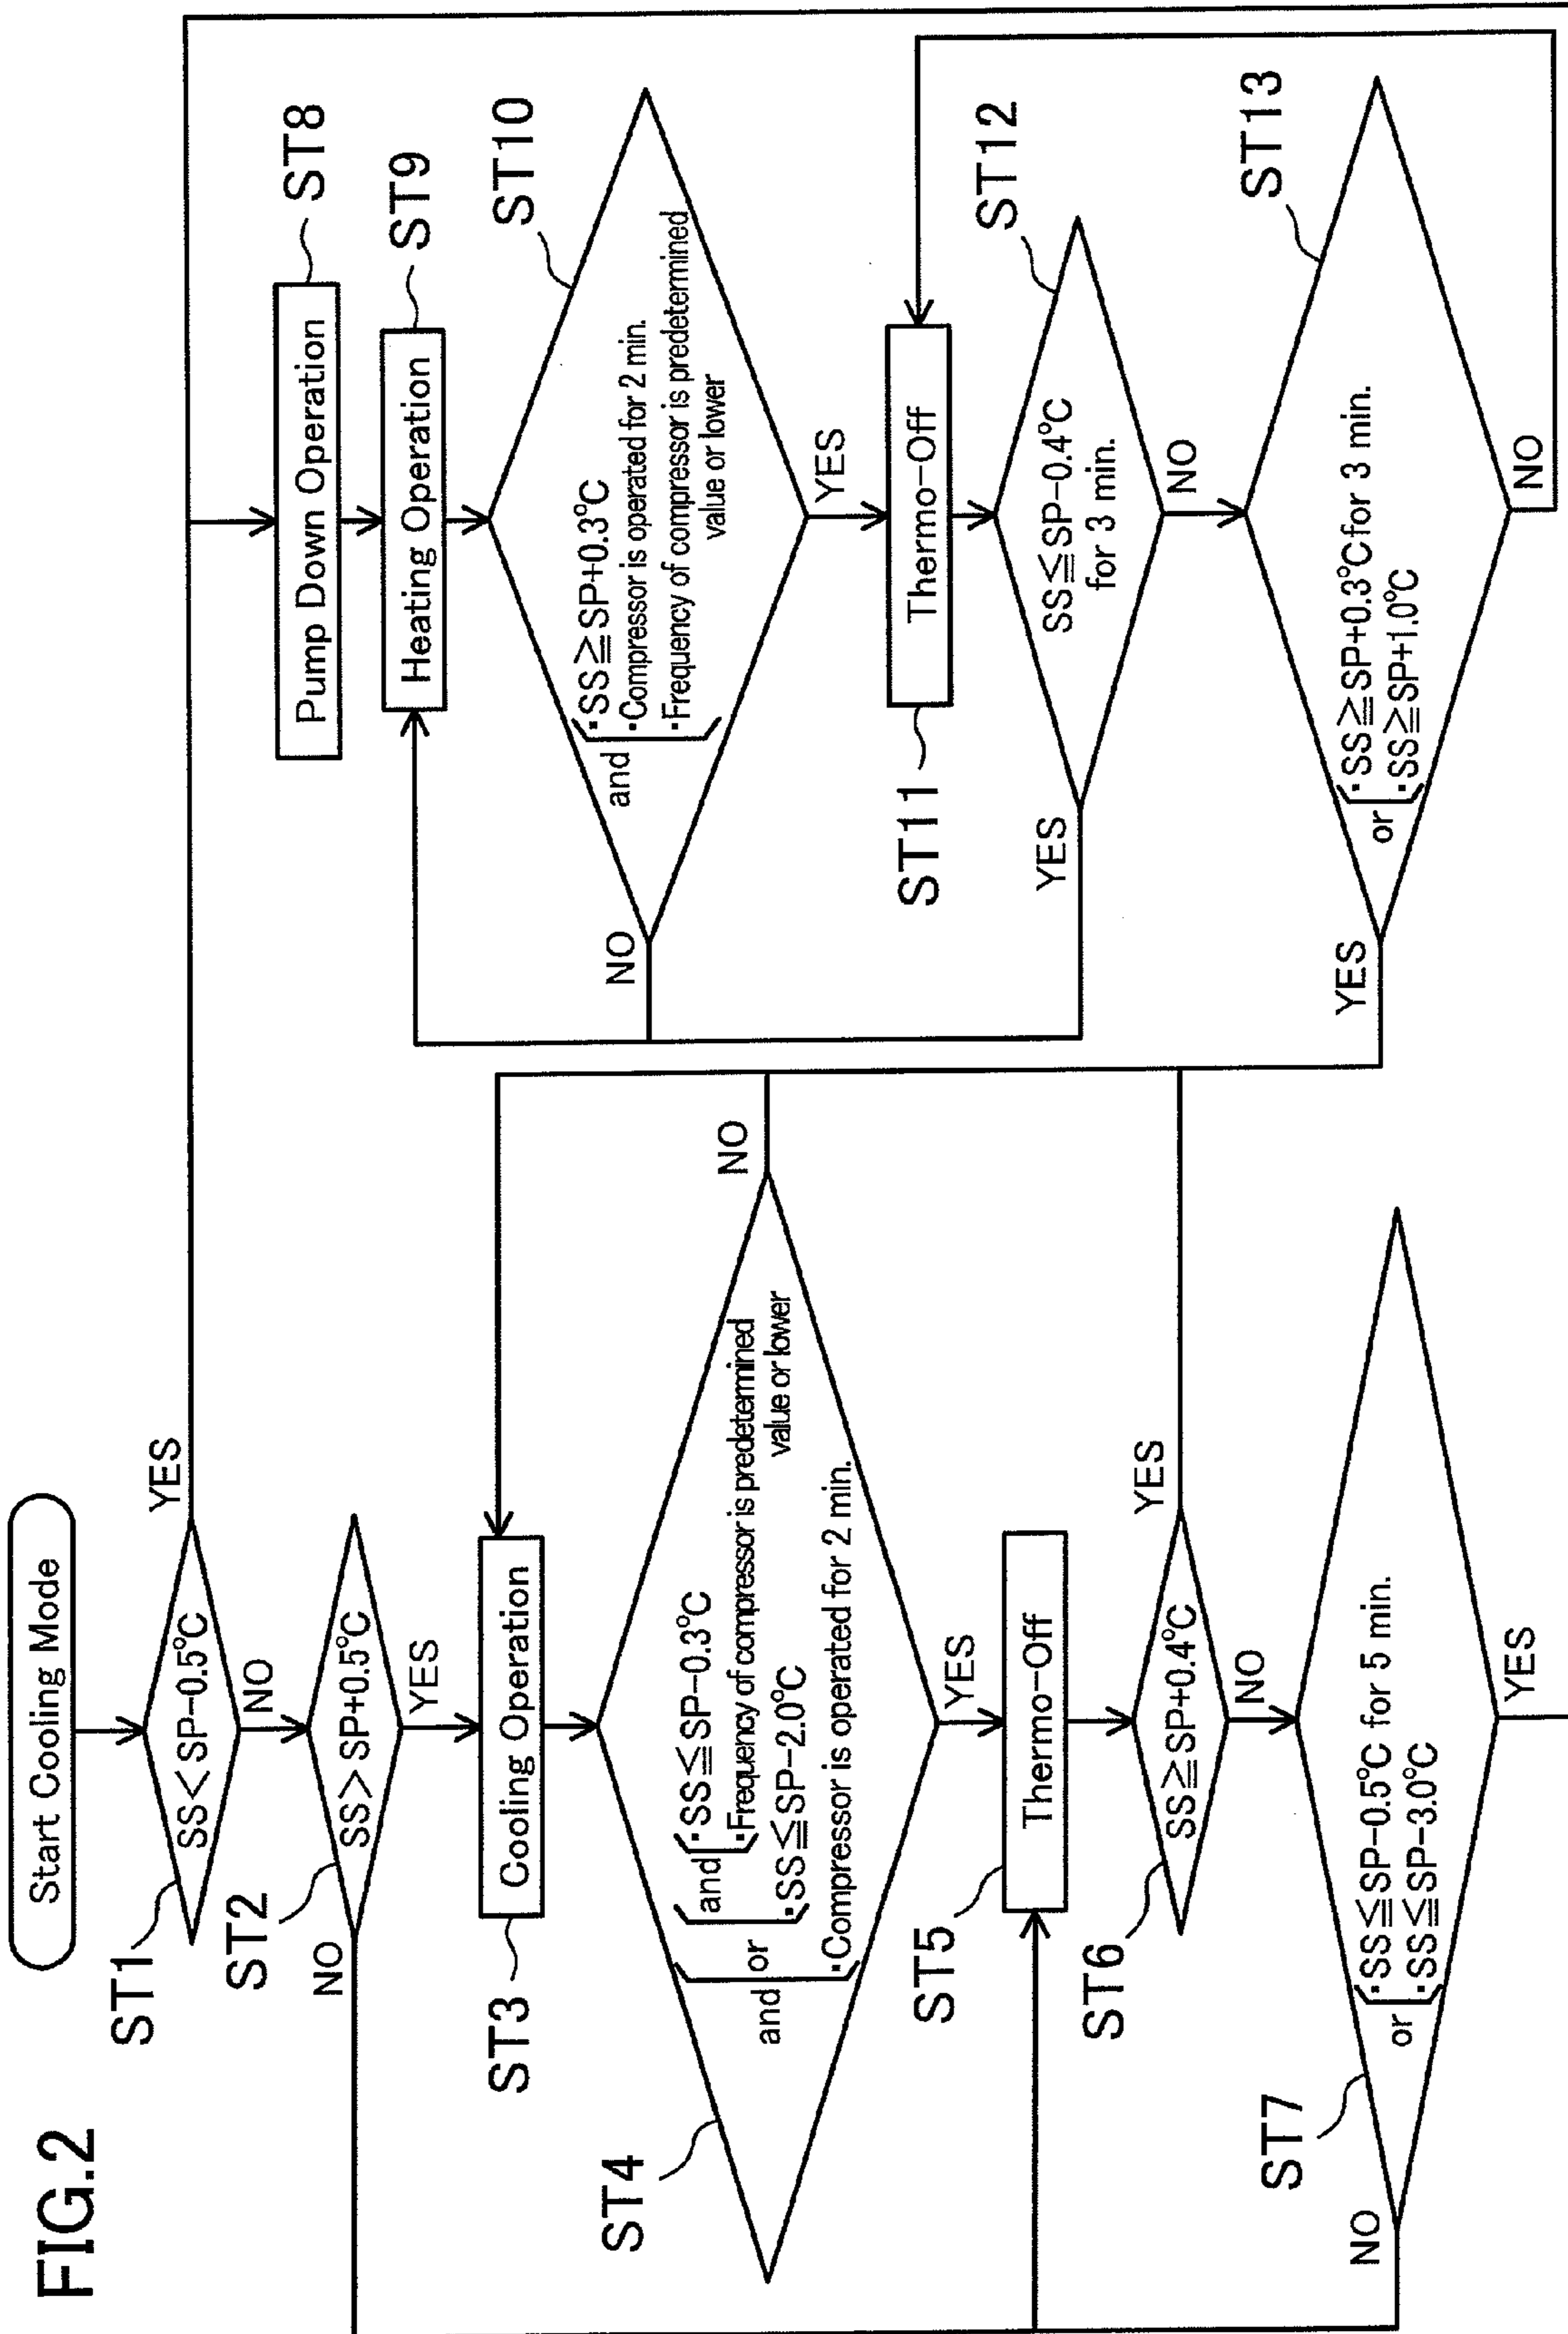 FIG.2
Start Cooling Mode
ST1
SS<SP−0.5°C
YES
NO
ST2
SS>SP+0.5°C
NO
YES
ST3
Cooling Operation
ST4
and
or
and
·SS≦SP−0.3°C
·Frequency of compressor is predetermined
value or lower
·SS≦SP−2.0°C
·Compressor is operated for 2 min.
NO
YES
ST5
Thermo-Off
ST6
SS≧SP+0.4°C
YES
NO
ST7
or
·SS≦SP−0.5°C for 5 min.
·SS≦SP−3.0°C
NO
YES
Pump Down Operation
ST8
Heating Operation
ST9
ST10
and
·SS≧SP+0.3°C
·Compressor is operated for 2 min.
·Frequency of compressor is predetermined
value or lower
NO
YES
ST11
Thermo-Off
ST12
SS≦SP−0.4°C
for 3 min.
YES
NO
ST13
or
·SS≧SP+0.3°C for 3 min.
·SS≧SP+1.0°C
YES
NO